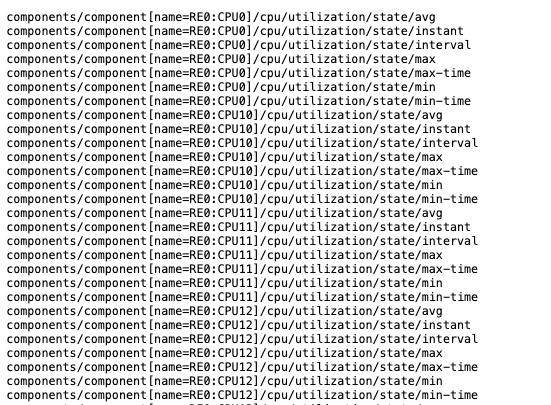 components/component[name=RE0:CPU0]/cpu/utilization/state/avg
components/component[name=RE0:CPU0]/cpu/utilization/state/instant
components/component[name=RE0:CPU0]/cpu/utilization/state/interval
components/component[name=RE0:CPU0]/cpu/utilization/state/max
components/component[name=RE0:CPU0]/cpu/utilization/state/max-time
components/component[name=RE0:CPU0]/cpu/utilization/state/min
components/component[name=RE0:CPU0]/cpu/utilization/state/min-time
components/component[name=RE0:CPU10]/cpu/utilization/state/avg
components/component[name=RE0:CPU10]/cpu/utilization/state/instant
components/component[name=RE0:CPU10]/cpu/utilization/state/interval
components/component[name=RE0:CPU10]/cpu/utilization/state/max
components/component[name=RE0:CPU10]/cpu/utilization/state/max-time
components/component[name=RE0:CPU10]/cpu/utilization/state/min
components/component[name=RE0:CPU10]/cpu/utilization/state/min-time
components/component[name=RE0:CPU11]/cpu/utilization/state/avg
components/component[name=RE0:CPU11]/cpu/utilization/state/instant
components/component[name=RE0:CPU11]/cpu/utilization/state/interval
components/component[name=RE0:CPU11]/cpu/utilization/state/max
components/component[name=RE0:CPU11]/cpu/utilization/state/max-time
components/component[name=RE0:CPU11]/cpu/utilization/state/min
components/component[name=RE0:CPU11]/cpu/utilization/state/min-time
components/component[name=RE0:CPU12]/cpu/utilization/state/avg
components/component[name=RE0:CPU12]/cpu/utilization/state/instant
components/component[name=RE0:CPU12]/cpu/utilization/state/interval
components/component[name=RE0:CPU12]/cpu/utilization/state/max
components/component[name=RE0:CPU12]/cpu/utilization/state/max-time
components/component[name=RE0:CPU12]/cpu/utilization/state/min
components/component[name=RE0:CPU12]/cpu/utilization/state/min-time